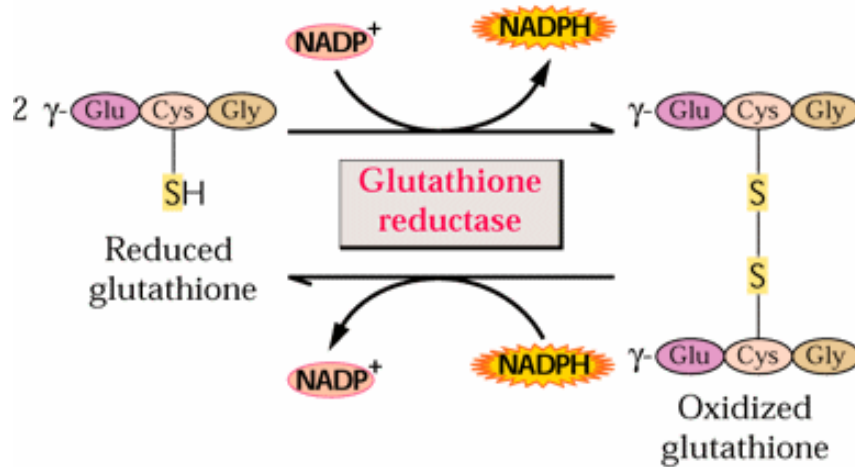 NADP+ NADPH
2 γ-Glu Cys Gly γ-Glu Cys Gly
SH S
Glutathione
reductase
Reduced
glutathione
S
NADP+ NADPH
γ-Glu Cys Gly
Oxidized
glutathione